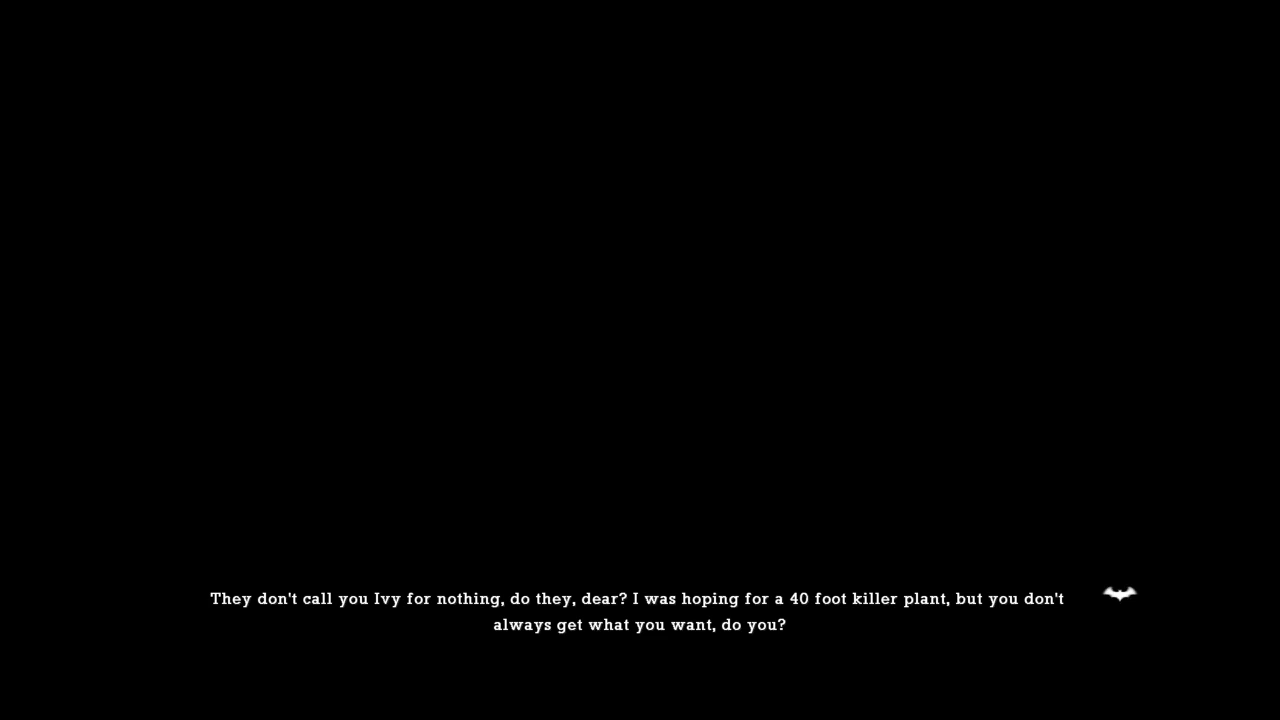 They don't call you Ivy for nothing, do they, dear? I was hoping for a 40 foot killer plant, but you don't
always get what you want, do you?